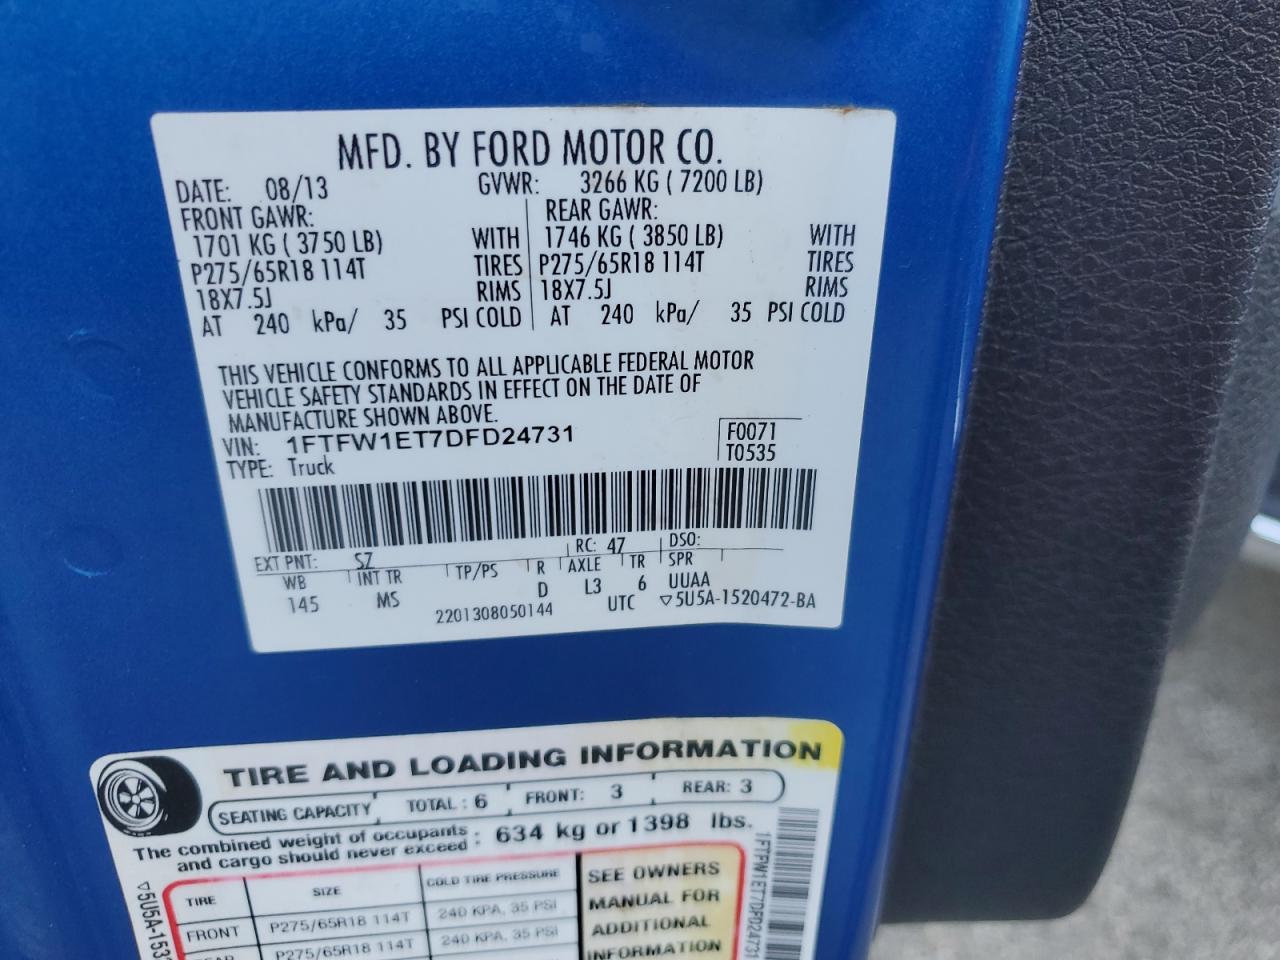 MFD. BY FORD MOTOR CO.
DATE: 08/13 GVWR: 3266 KG ( 7200 LB)
FRONT GAWR: REAR GAWR:
1701 KG ( 3750 LB) WITH 1746 KG ( 3850 LB) WITH
P275/65R18 114T TIRES P275/65R18 114T TIRES
18X7.5J RIMS 18X7.5J RIMS
AT 240 kPa/ 35 PSI COLD AT 240 kPa/ 35 PSI COLD
THIS VEHICLE CONFORMS TO ALL APPLICABLE FEDERAL MOTOR
VEHICLE SAFETY STANDARDS IN EFFECT ON THE DATE OF
MANUFACTURE SHOWN ABOVE.
VIN: 1FTFW1ET7DFD24731 F0071
TYPE: Truck T0535
EXT PNT: SZ RC: 47 DSO:
WB INT TR TP/PS R AXLE TR SPR
145 MS D L3 6 UUAA
2201308050144 UTC ▽5U5A-1520472-BA
TIRE AND LOADING INFORMATION
SEATING CAPACITY TOTAL : 6 FRONT: 3 REAR: 3
The combined weight of occupants : 634 kg or 1398 lbs.
and cargo should never exceed :
TIRE SIZE COLD TIRE PRESSURE SEE OWNERS
MANUAL FOR
FRONT P275/65R18 114T 240 KPA, 35 PSI ADDITIONAL
REAR P275/65R18 114T 240 KPA, 35 PSI INFORMATION
▽5U5A-153
1FTFW1ET7DFD24731